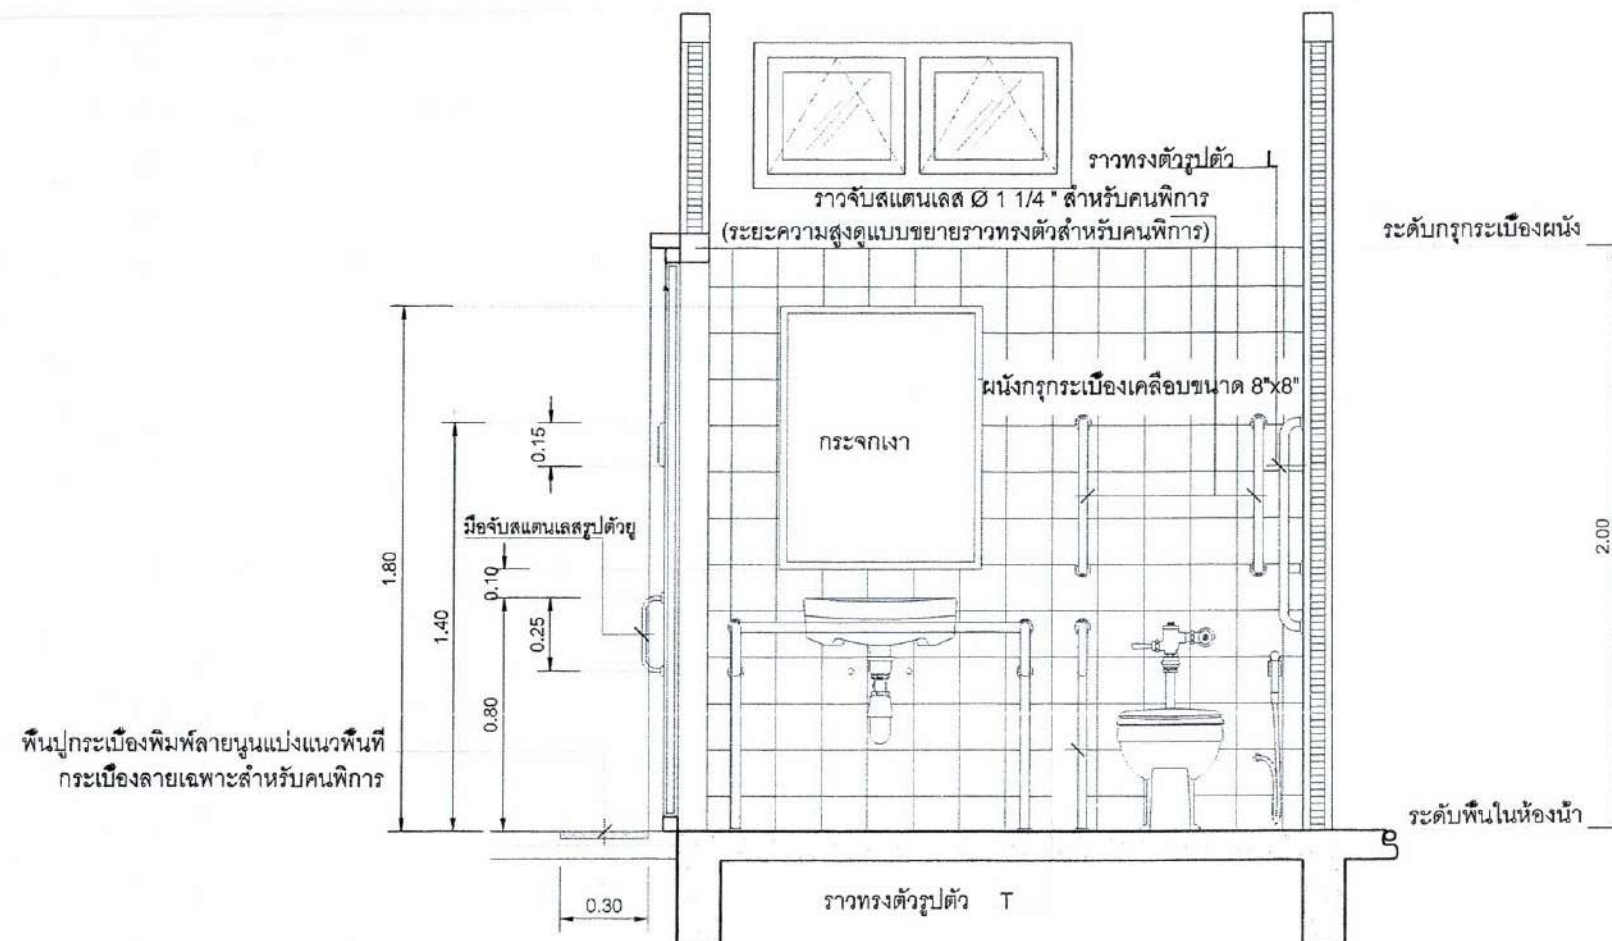 ราวทรงตัวรูปตัว L
ราวจับสแตนเลส Ø 1 1/4 " สำหรับคนพิการ
(ระยะความสูงดูแบบขยายราวทรงตัวสำหรับคนพิการ)
ระดับกรุกระเบื้องผนัง
ผนังกรุกระเบื้องเคลือบขนาด 8"x8"
กระจกเงา
0.15
มือจับสแตนเลสรูปตัวยู
2.00
1.80
0.10
1.40
0.25
0.80
พื้นปูกระเบื้องพิมพ์ลายนูนแบ่งแนวพื้นที่
กระเบื้องลายเฉพาะสำหรับคนพิการ
ระดับพื้นในห้องน้ำ
0.30
ราวทรงตัวรูปตัว T